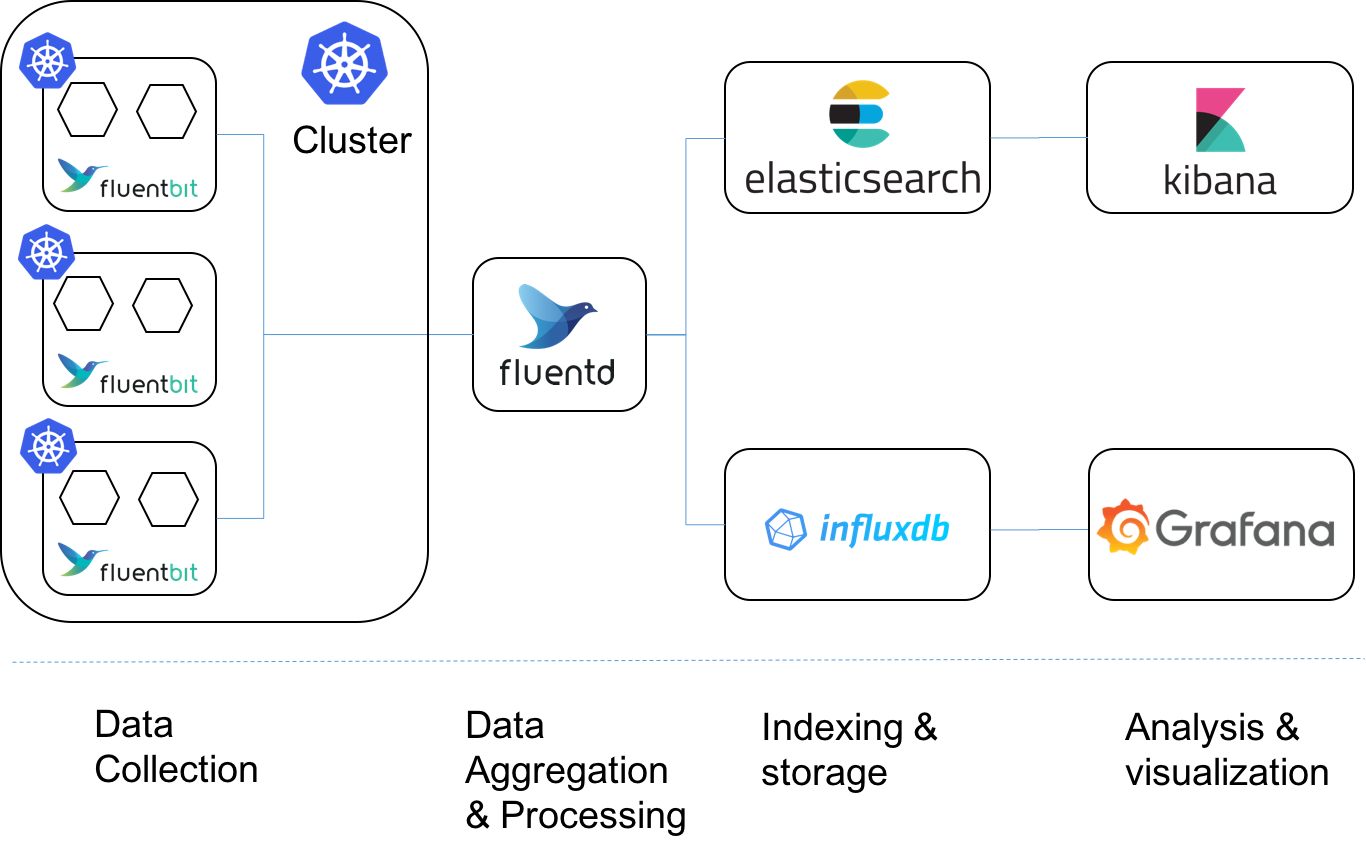 Cluster
fluentbit
fluentbit
fluentbit
fluentd
elasticsearch
kibana
influxdb
Grafana
Data
Collection
Data
Aggregation
& Processing
Indexing &
storage
Analysis &
visualization